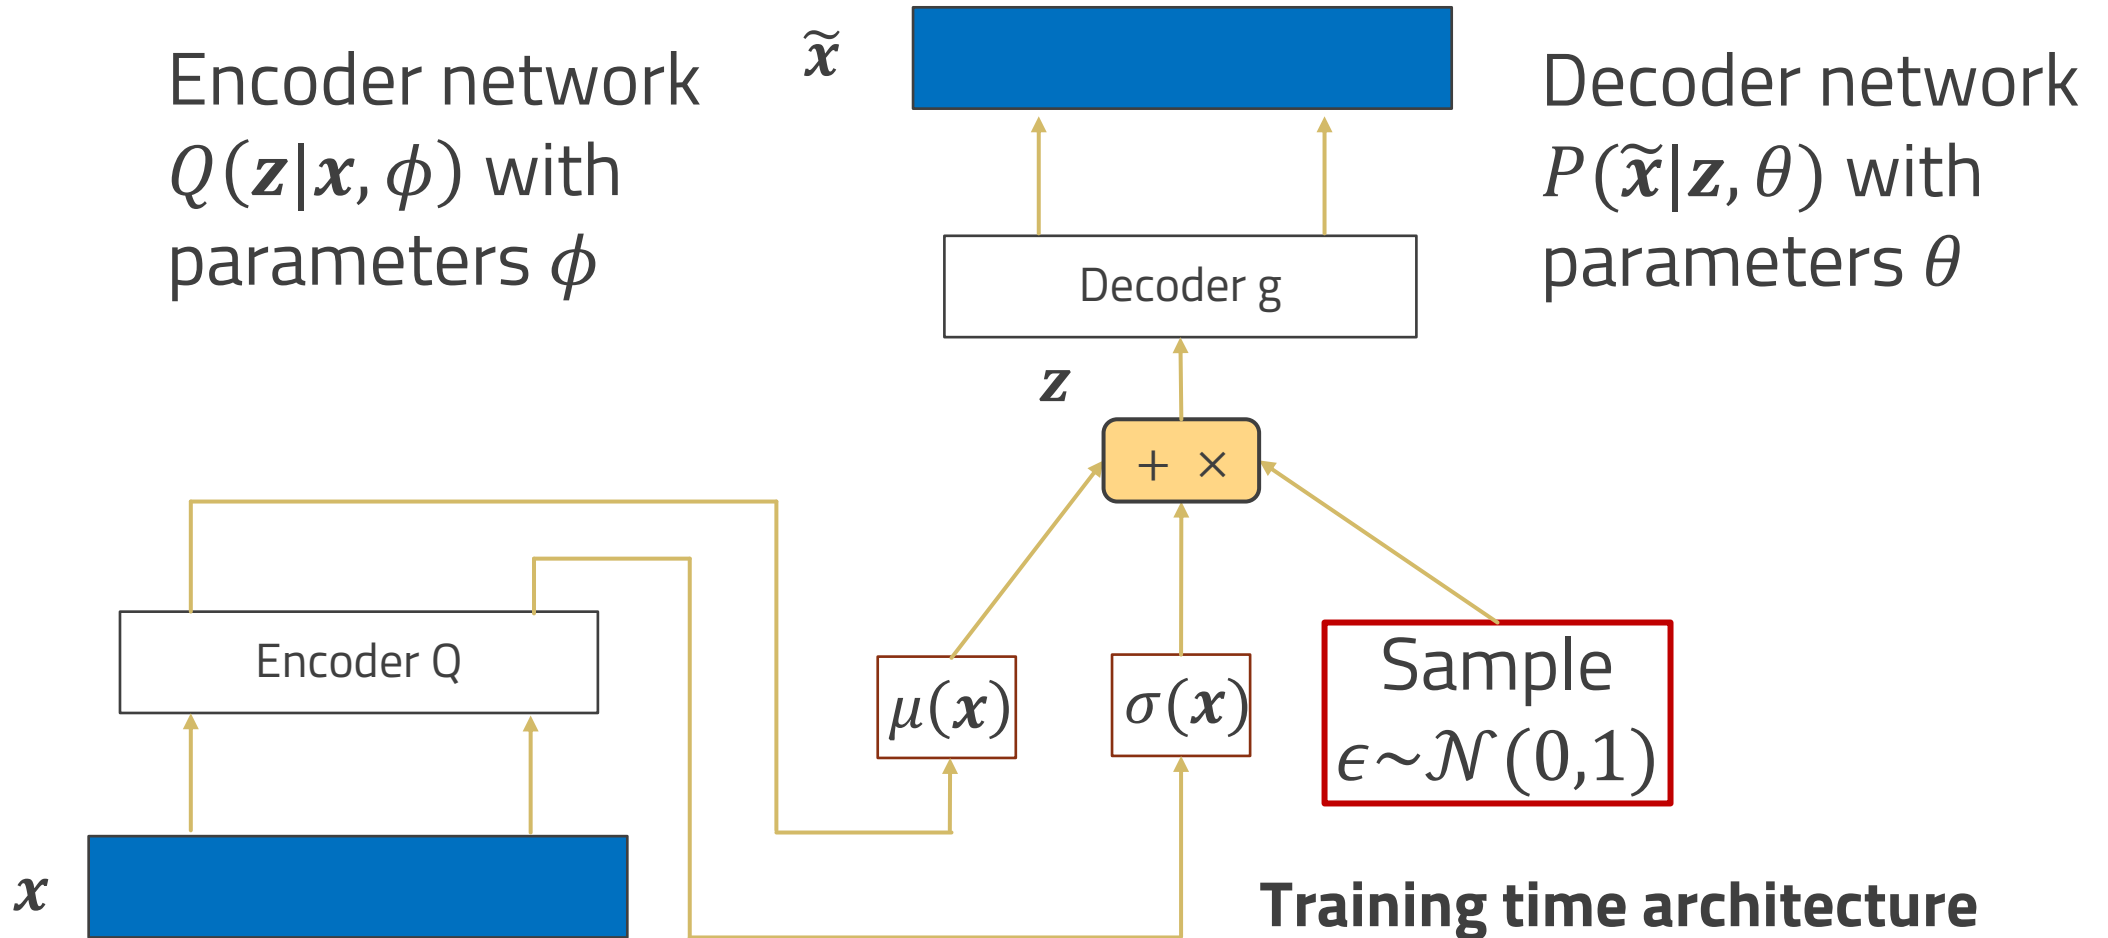 Encoder network
Q(z|x, ϕ) with
parameters ϕ
x̃
Decoder network
P(x̃|z, θ) with
parameters θ
Decoder g
z
+ ×
Encoder Q
μ(x)
σ(x)
Sample
ϵ~𝒩(0,1)
x
Training time architecture